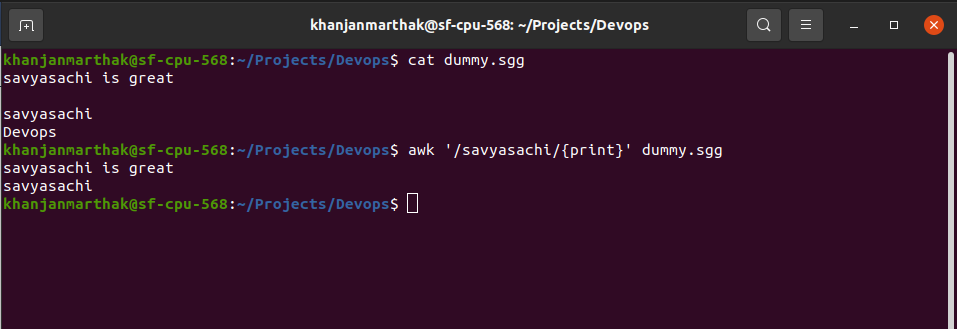 khanjanmarthak@sf-cpu-568: ~/Projects/Devops
khanjanmarthak@sf-cpu-568:~/Projects/Devops$ cat dummy.sgg
savyasachi is great

savyasachi
Devops
khanjanmarthak@sf-cpu-568:~/Projects/Devops$ awk '/savyasachi/{print}' dummy.sgg
savyasachi is great
savyasachi
khanjanmarthak@sf-cpu-568:~/Projects/Devops$